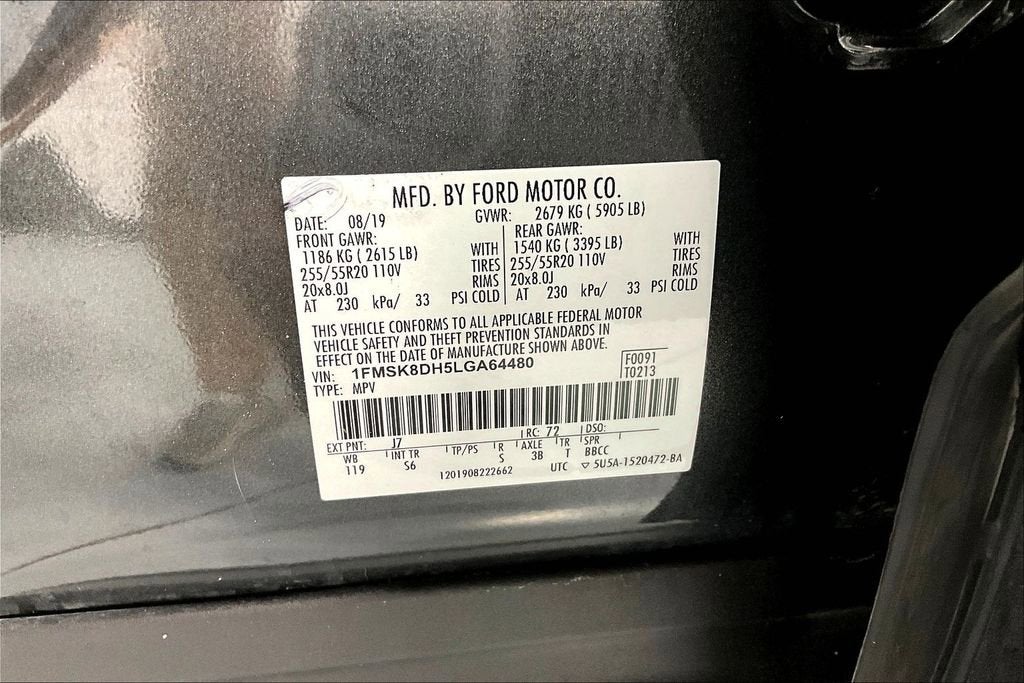 MFD. BY FORD MOTOR CO.
DATE: 08/19 GVWR: 2679 KG ( 5905 LB)
FRONT GAWR: REAR GAWR:
1186 KG ( 2615 LB) WITH 1540 KG ( 3395 LB) WITH
255/55R20 110V TIRES 255/55R20 110V TIRES
20x8.0J RIMS 20x8.0J RIMS
AT 230 kPa/ 33 PSI COLD AT 230 kPa/ 33 PSI COLD
THIS VEHICLE CONFORMS TO ALL APPLICABLE FEDERAL MOTOR
VEHICLE SAFETY AND THEFT PREVENTION STANDARDS IN
EFFECT ON THE DATE OF MANUFACTURE SHOWN ABOVE.
VIN: 1FMSK8DH5LGA64480 F0091
TYPE: MPV T0213
EXT PNT: J7 RC: 72 DSO:
WB INT TR TP/PS R AXLE TR SPR
119 S6 S 3B T BBCC
1201908222662 UTC ▽ 5U5A-1520472-BA